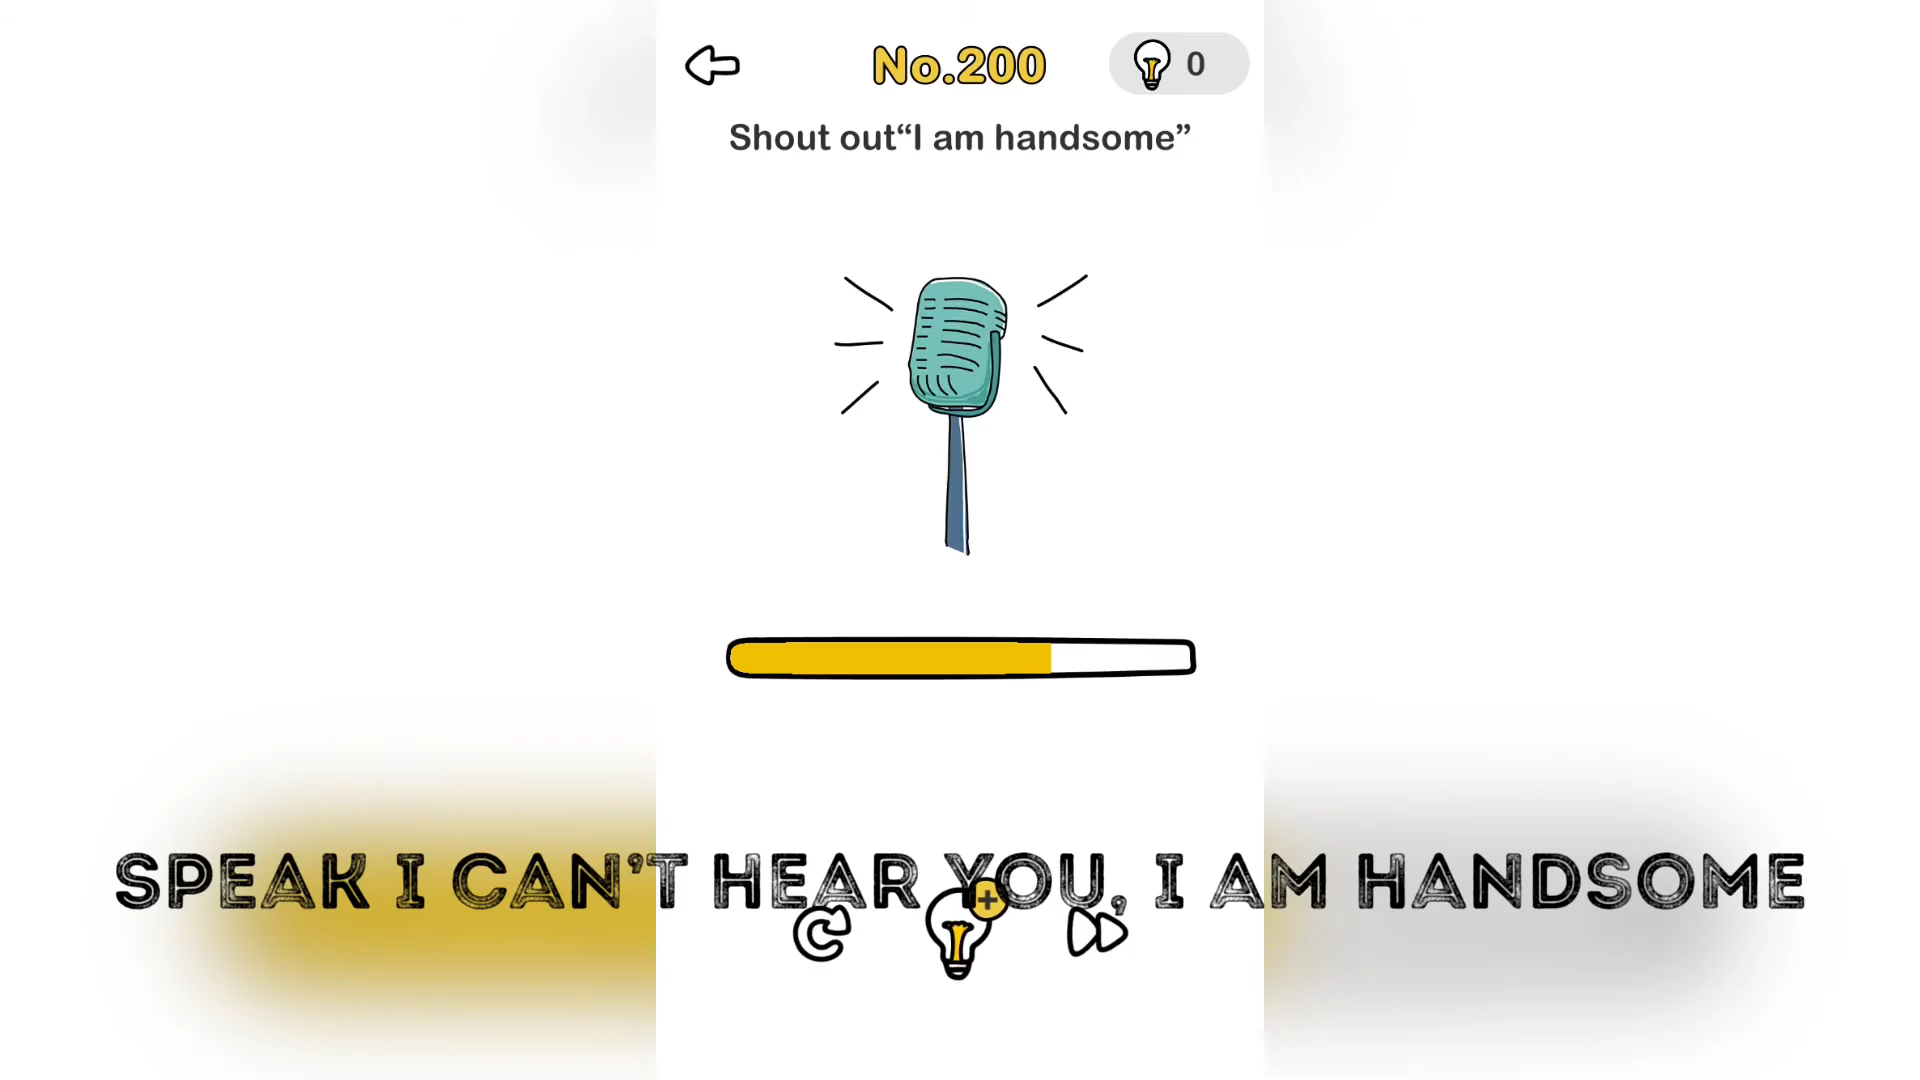 No.200
0
Shout out“I am handsome”
SPEAK I CAN’T HEAR YOU, I AM HANDSOME